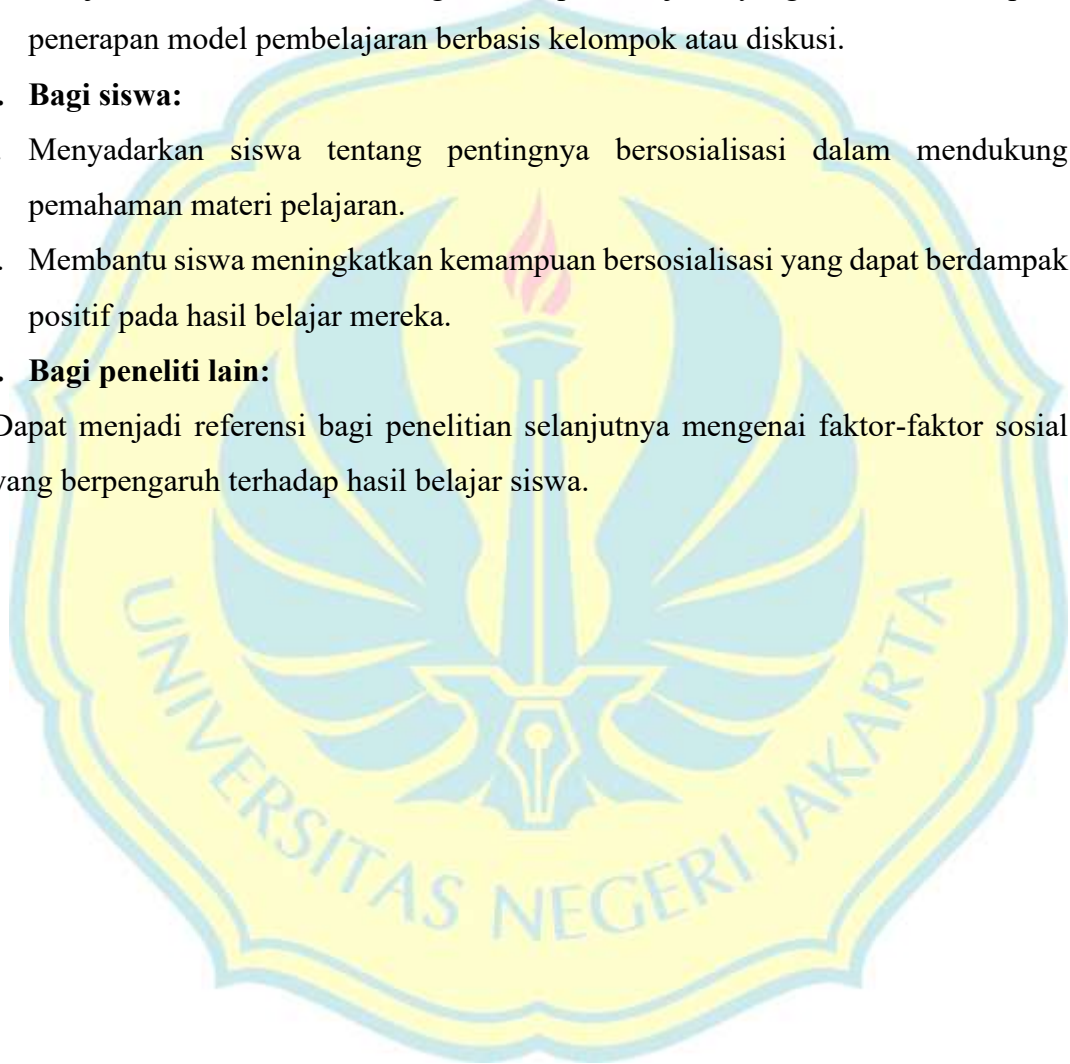 penerapan model pembelajaran berbasis kelompok atau diskusi.
. Bagi siswa:
. Menyadarkan siswa tentang pentingnya bersosialisasi dalam mendukung
pemahaman materi pelajaran.
. Membantu siswa meningkatkan kemampuan bersosialisasi yang dapat berdampak
positif pada hasil belajar mereka.
. Bagi peneliti lain:
Dapat menjadi referensi bagi penelitian selanjutnya mengenai faktor-faktor sosial
yang berpengaruh terhadap hasil belajar siswa.
UNIVERSITAS NEGERI JAKARTA